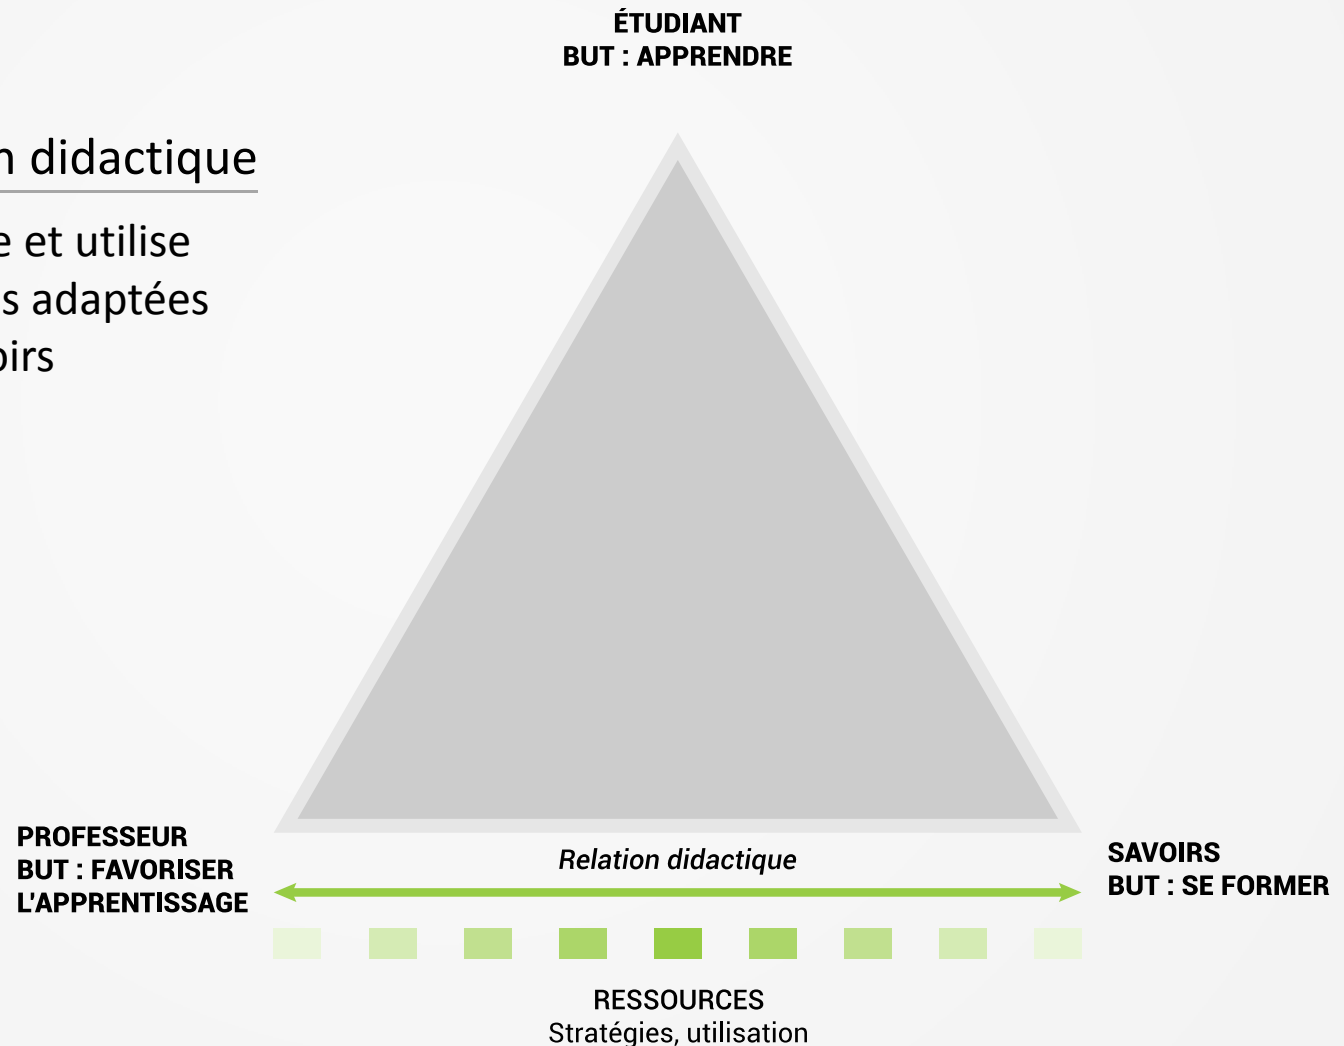 ÉTUDIANT
BUT : APPRENDRE
n didactique
e et utilise
s adaptées
oirs
PROFESSEUR
BUT : FAVORISER
L'APPRENTISSAGE
Relation didactique
SAVOIRS
BUT : SE FORMER
RESSOURCES
Stratégies, utilisation